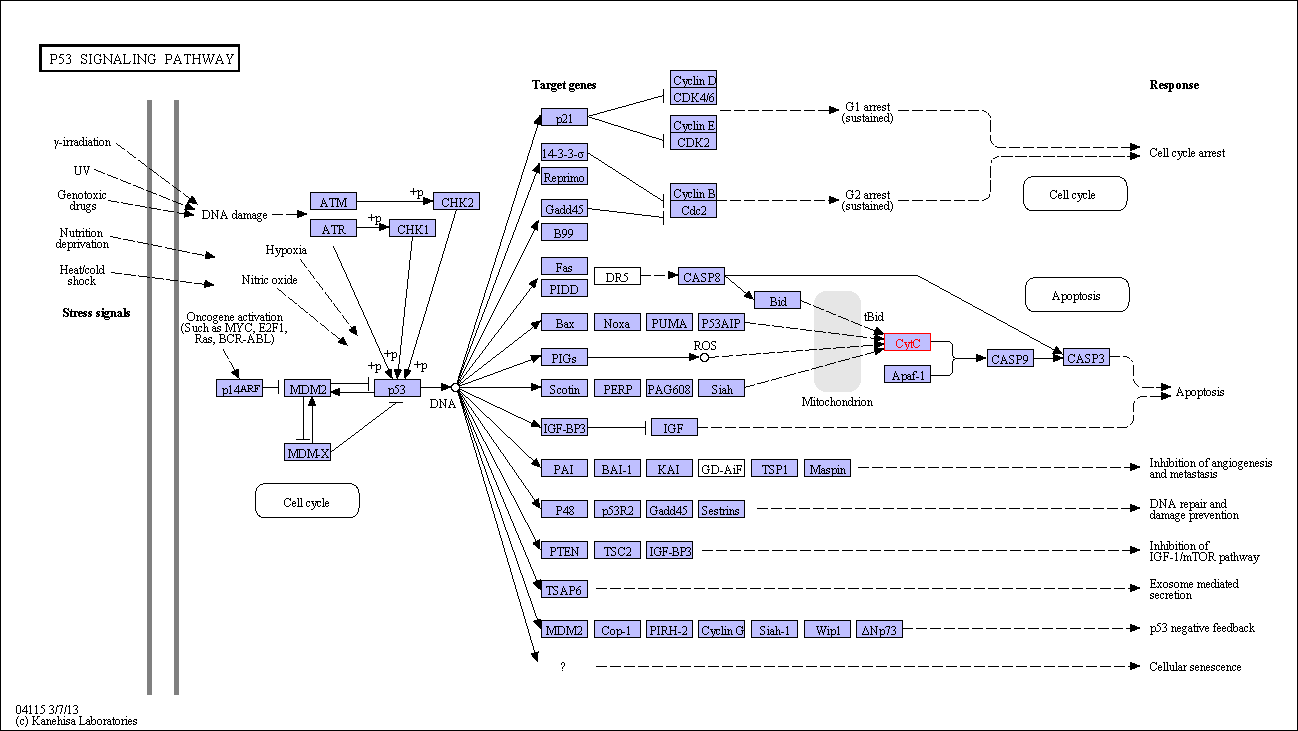 P53 SIGNALING PATHWAY
Target genes
Response
γ-irradiation
UV
Genotoxic
drugs
Nutrition
deprivation
Heat/cold
shock
Stress signals
DNA damage
ATM
+p
CHK2
ATR
+p
CHK1
Hypoxia
Nitric oxide
Oncogene activation
(Such as MYC, E2F1,
Ras, BCR-ABL)
+p
+p
+p
p14ARF
MDM2
p53
DNA
MDM-X
Cell cycle
p21
Cyclin D
CDK4/6
Cyclin E
CDK2
G1 arrest
(sustained)
14-3-3-σ
Reprimo
Cell cycle arrest
Gadd45
B99
Cyclin B
Cdc2
G2 arrest
(sustained)
Cell cycle
Fas
PIDD
DR5
CASP8
Bid
tBid
Apoptosis
Bax
Noxa
PUMA
P53AIP
CytC
PIGs
ROS
CASP9
CASP3
Apaf-1
Scotin
PERP
PAG608
Siah
Mitochondrion
Apoptosis
IGF-BP3
IGF
PAI
BAI-1
KAI
GD-AiF
TSP1
Maspin
Inhibition of angiogenesis
and metastasis
P48
p53R2
Gadd45
Sestrins
DNA repair and
damage prevention
PTEN
TSC2
IGF-BP3
Inhibition of
IGF-1/mTOR pathway
TSAP6
Exosome mediated
secretion
MDM2
Cop-1
PIRH-2
Cyclin G
Siah-1
Wip1
ΔNp73
p53 negative feedback
?
Cellular senescence
04115 3/7/13
(c) Kanehisa Laboratories